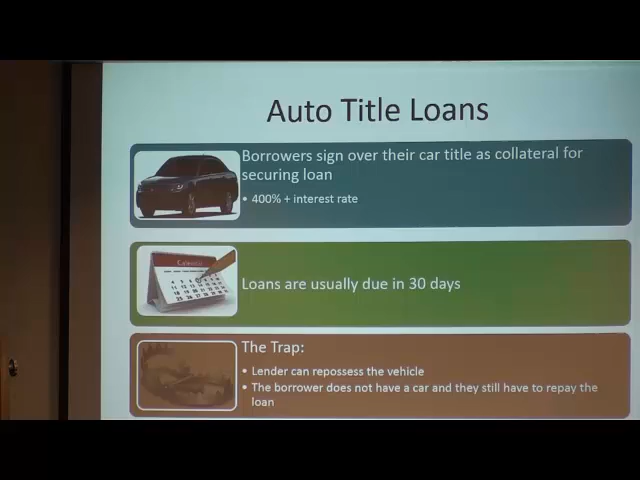 Auto Title Loans
Borrowers sign over their car title as collateral for
securing loan
• 400% + interest rate
Calendar
Loans are usually due in 30 days
The Trap:
• Lender can repossess the vehicle
• The borrower does not have a car and they still have to repay the
loan